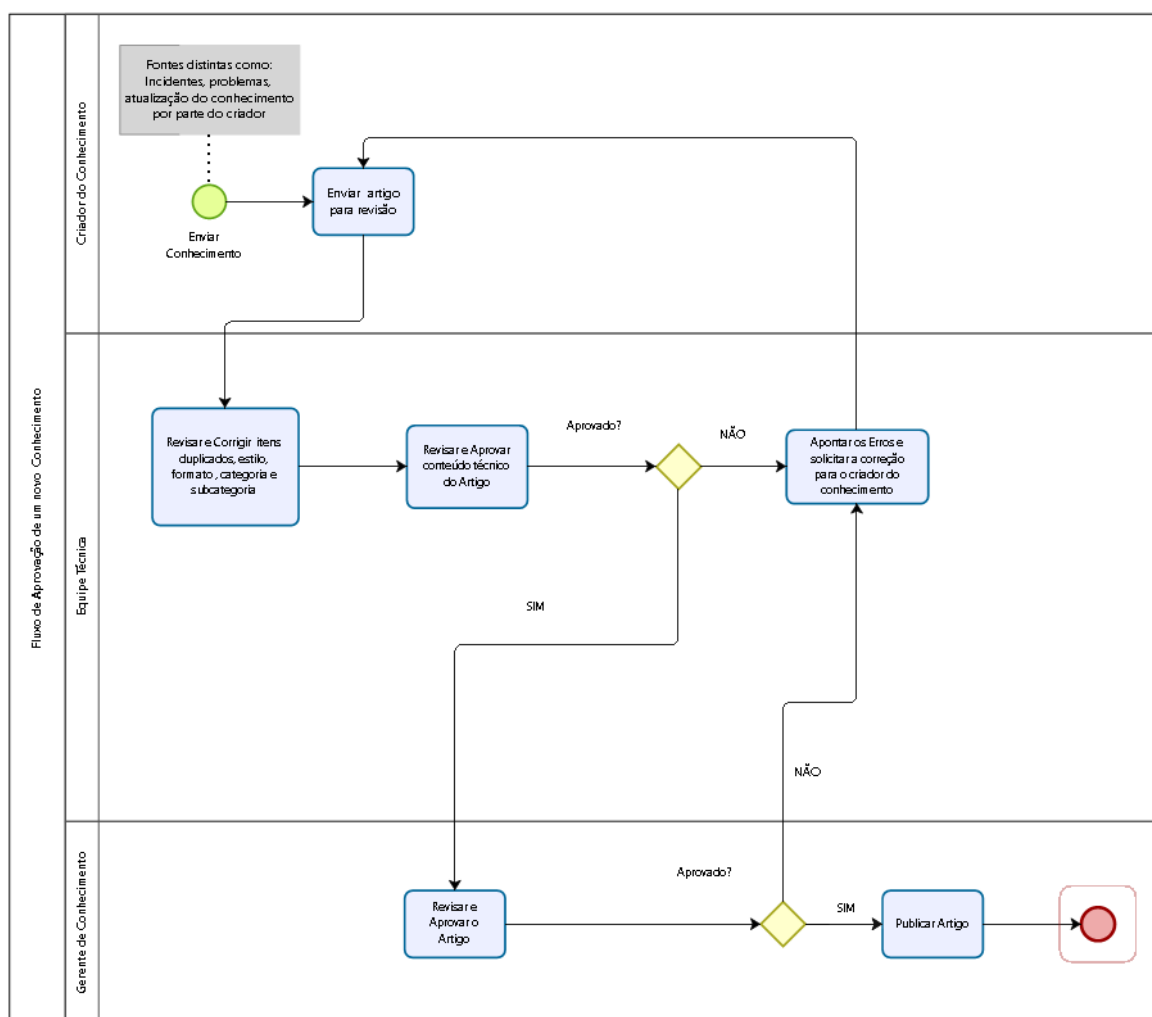 Fluxo de Aprovação de um novo Conhecimento
Criador do Conhecimento
Fontes distintas como:
Incidentes, problemas,
atualização do conhecimento
por parte do criador
Enviar
Conhecimento
Enviar artigo
para revisão
Equipe Técnica
Revisar e Corrigir itens
duplicados, estilo,
formato , categoria e
subcategoria
Revisar e Aprovar
conteúdo técnico
do Artigo
Aprovado?
NÃO
Apontar os Erros e
solicitar a correção
para o criador do
conhecimento
SIM
NÃO
Gerente de Conhecimento
Revisar e
Aprovar o
Artigo
Aprovado?
SIM
Publicar Artigo